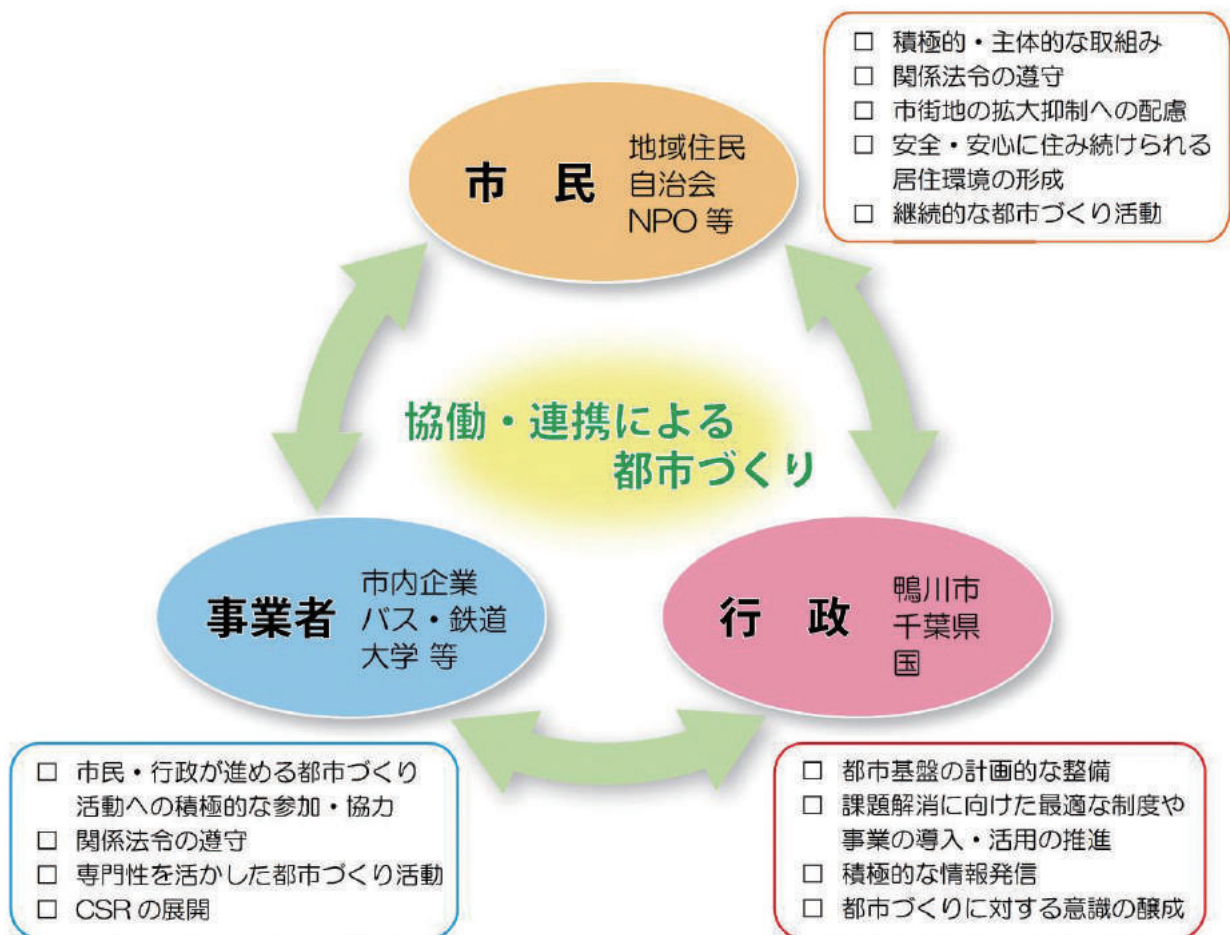 □ 積極的・主体的な取組み
□ 関係法令の遵守
□ 市街地の拡大抑制への配慮
□ 安全・安心に住み続けられる
居住環境の形成
□ 継続的な都市づくり活動
市 民
地域住民
自治会
NPO 等
協働・連携による
都市づくり
事業者
市内企業
バス・鉄道
大学 等
行 政
鴨川市
千葉県
国
□ 市民・行政が進める都市づくり
活動への積極的な参加・協力
□ 関係法令の遵守
□ 専門性を活かした都市づくり活動
□ CSR の展開
□ 都市基盤の計画的な整備
□ 課題解消に向けた最適な制度や
事業の導入・活用の推進
□ 積極的な情報発信
□ 都市づくりに対する意識の醸成